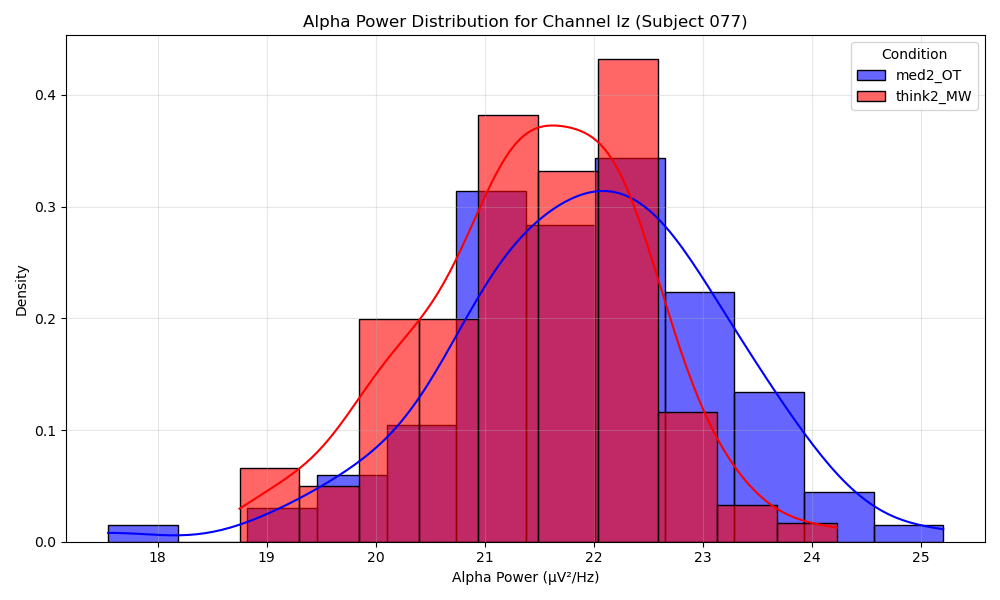 Alpha Power Distribution for Channel Iz (Subject 077)
Condition
med2_OT
think2_MW
Density
0.4
0.3
0.2
0.1
0.0
18 19 20 21 22 23 24 25
Alpha Power (μV²/Hz)